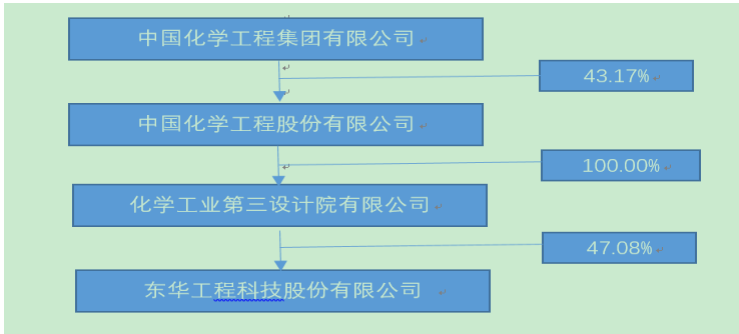 中国化学工程集团有限公司
43.17%
中国化学工程股份有限公司
100.00%
化学工业第三设计院有限公司
47.08%
东华工程科技股份有限公司